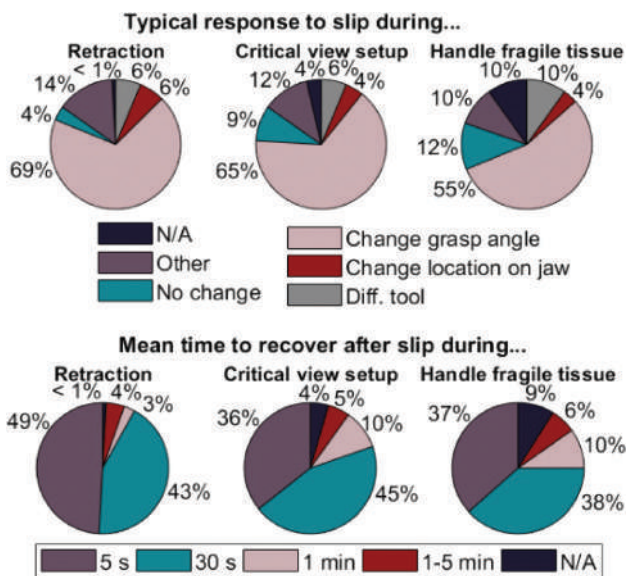 Typical response to slip during...
Retraction Critical view setup Handle fragile tissue
< 1% 6% 6% 69% 4% 14%
4% 6% 4% 65% 9% 12%
10% 10% 4% 55% 12% 10%
N/A Change grasp angle
Other Change location on jaw
No change Diff. tool
Mean time to recover after slip during...
Retraction Critical view setup Handle fragile tissue
< 1% 4% 3% 43% 49%
4% 5% 10% 45% 36%
9% 6% 10% 38% 37%
5 s 30 s 1 min 1-5 min N/A